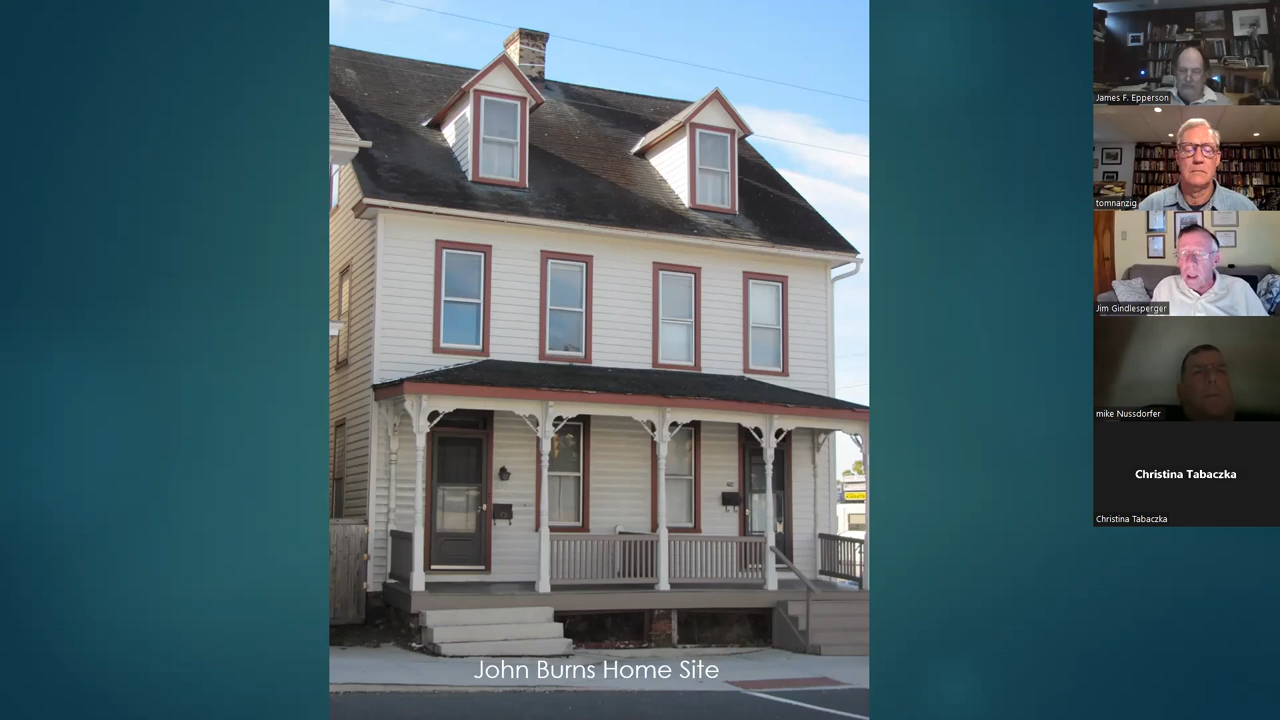 John Burns Home Site
James F. Epperson
tomnanzig
Jim Gindlesperger
mike Nussdorfer
Christina Tabaczka
Christina Tabaczka